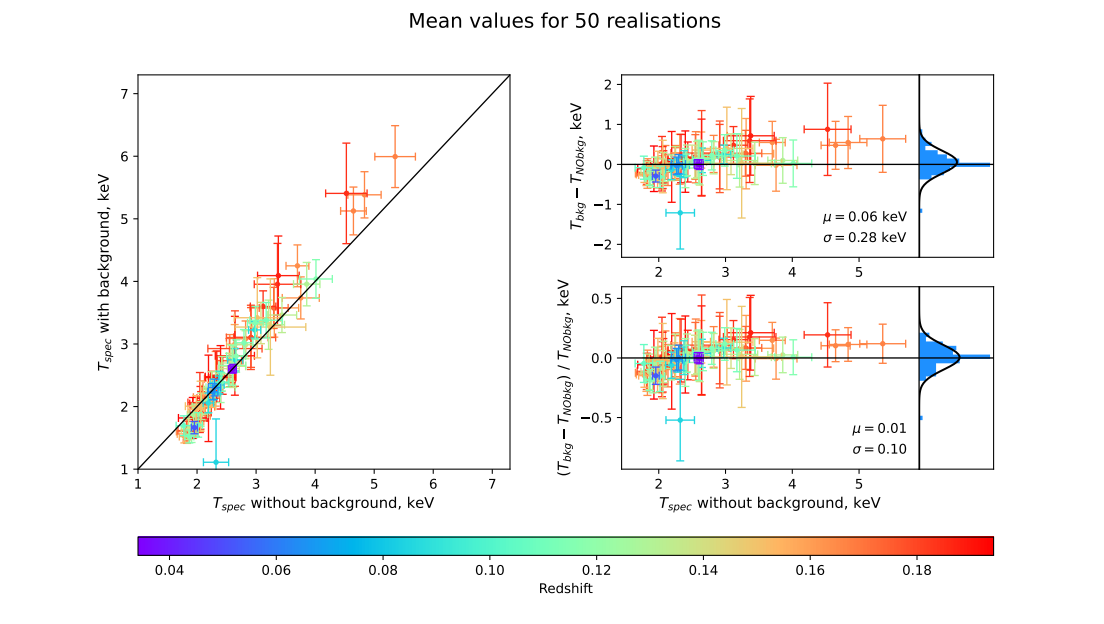 Mean values for 50 realisations
T_spec with background, keV
7
6
5
4
3
2
1
1 2 3 4 5 6 7
T_spec without background, keV
T_bkg − T_NObkg, keV
2
1
0
−1
−2
μ = 0.06 keV
σ = 0.28 keV
2 3 4 5
(T_bkg − T_NObkg) / T_NObkg, keV
0.5
0.0
−0.5
μ = 0.01
σ = 0.10
2 3 4 5
T_spec without background, keV
0.04 0.06 0.08 0.10 0.12 0.14 0.16 0.18
Redshift